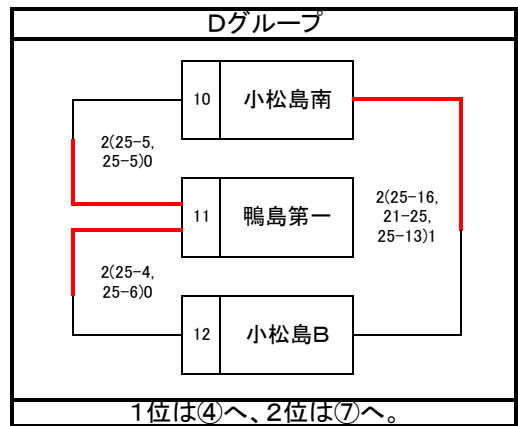 Dグループ
10 小松島南
2(25-5,
25-5)0
11 鴨島第一
2(25-16,
21-25,
25-13)1
2(25-4,
25-6)0
12 小松島B
1位は④へ、2位は⑦へ。